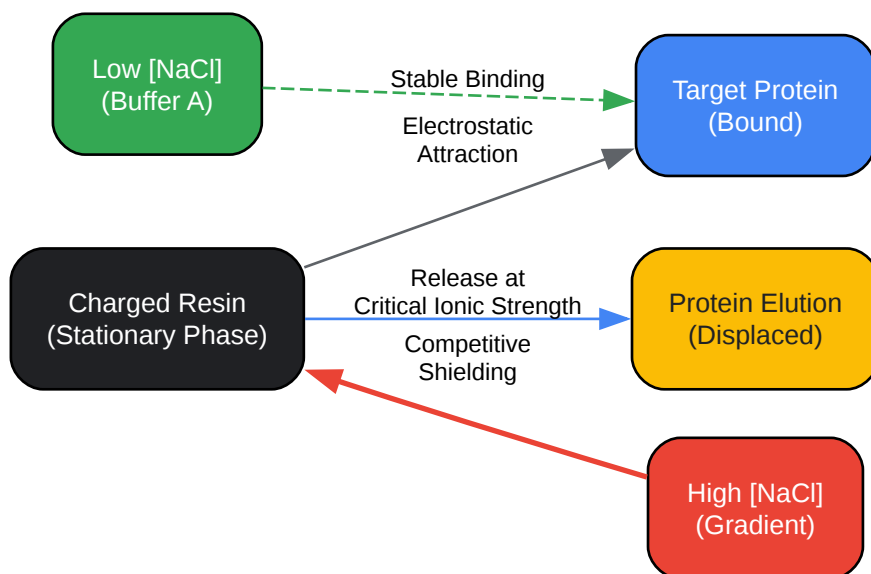 Low [NaCl]
(Buffer A)
Stable Binding
Target Protein
(Bound)
Electrostatic
Attraction
Charged Resin
(Stationary Phase)
Release at
Critical Ionic Strength
Protein Elution
(Displaced)
Competitive
Shielding
High [NaCl]
(Gradient)